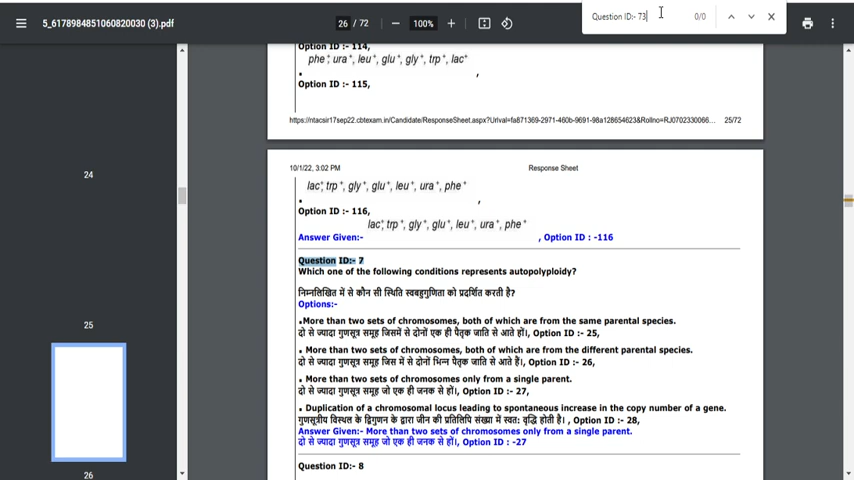 Question ID:- 73
0/0
5_6178984851060820030 (3).pdf
26 / 72
100%
Option ID :- 114,
phe⁺, ura⁺, leu⁺, glu⁺, gly⁺, trp⁺, lac⁺
,
Option ID :- 115,
https://ntacsir17sep22.cbtexam.in/Candidate/ResponseSheet.aspx?Urlval=fa871369-2971-460b-9691-98a128654623&Rollno=RJ0702330066... 25/72
24
10/1/22, 3:02 PM Response Sheet
lac⁺, trp⁺, gly⁺, glu⁺, leu⁺, ura⁺, phe⁺
,
Option ID :- 116,
lac⁺, trp⁺, gly⁺, glu⁺, leu⁺, ura⁺, phe⁺
Answer Given:- , Option ID : -116
Question ID:- 7
Which one of the following conditions represents autopolyploidy?
निम्नलिखित में से कौन सी स्थिति स्वबहुगुणिता को प्रदर्शित करती है?
Options:-
•More than two sets of chromosomes, both of which are from the same parental species.
दो से ज्यादा गुणसूत्र समूह जिसमें से दोनों एक ही पैतृक जाति से आते हों।, Option ID :- 25,
25
• More than two sets of chromosomes, both of which are from the different parental species.
दो से ज्यादा गुणसूत्र समूह जिस में से दोनों भिन्न पैतृक जाति से आते हैं।, Option ID :- 26,
• More than two sets of chromosomes only from a single parent.
दो से ज्यादा गुणसूत्र समूह जो एक ही जनक से हों।, Option ID :- 27,
• Duplication of a chromosomal locus leading to spontaneous increase in the copy number of a gene.
गुणसूत्रीय विस्थल के द्विगुणन के द्वारा जीन की प्रतिलिपि संख्या में स्वत: वृद्धि होती है। , Option ID :- 28,
Answer Given:- More than two sets of chromosomes only from a single parent.
दो से ज्यादा गुणसूत्र समूह जो एक ही जनक से हों।, Option ID : -27
Question ID:- 8
26